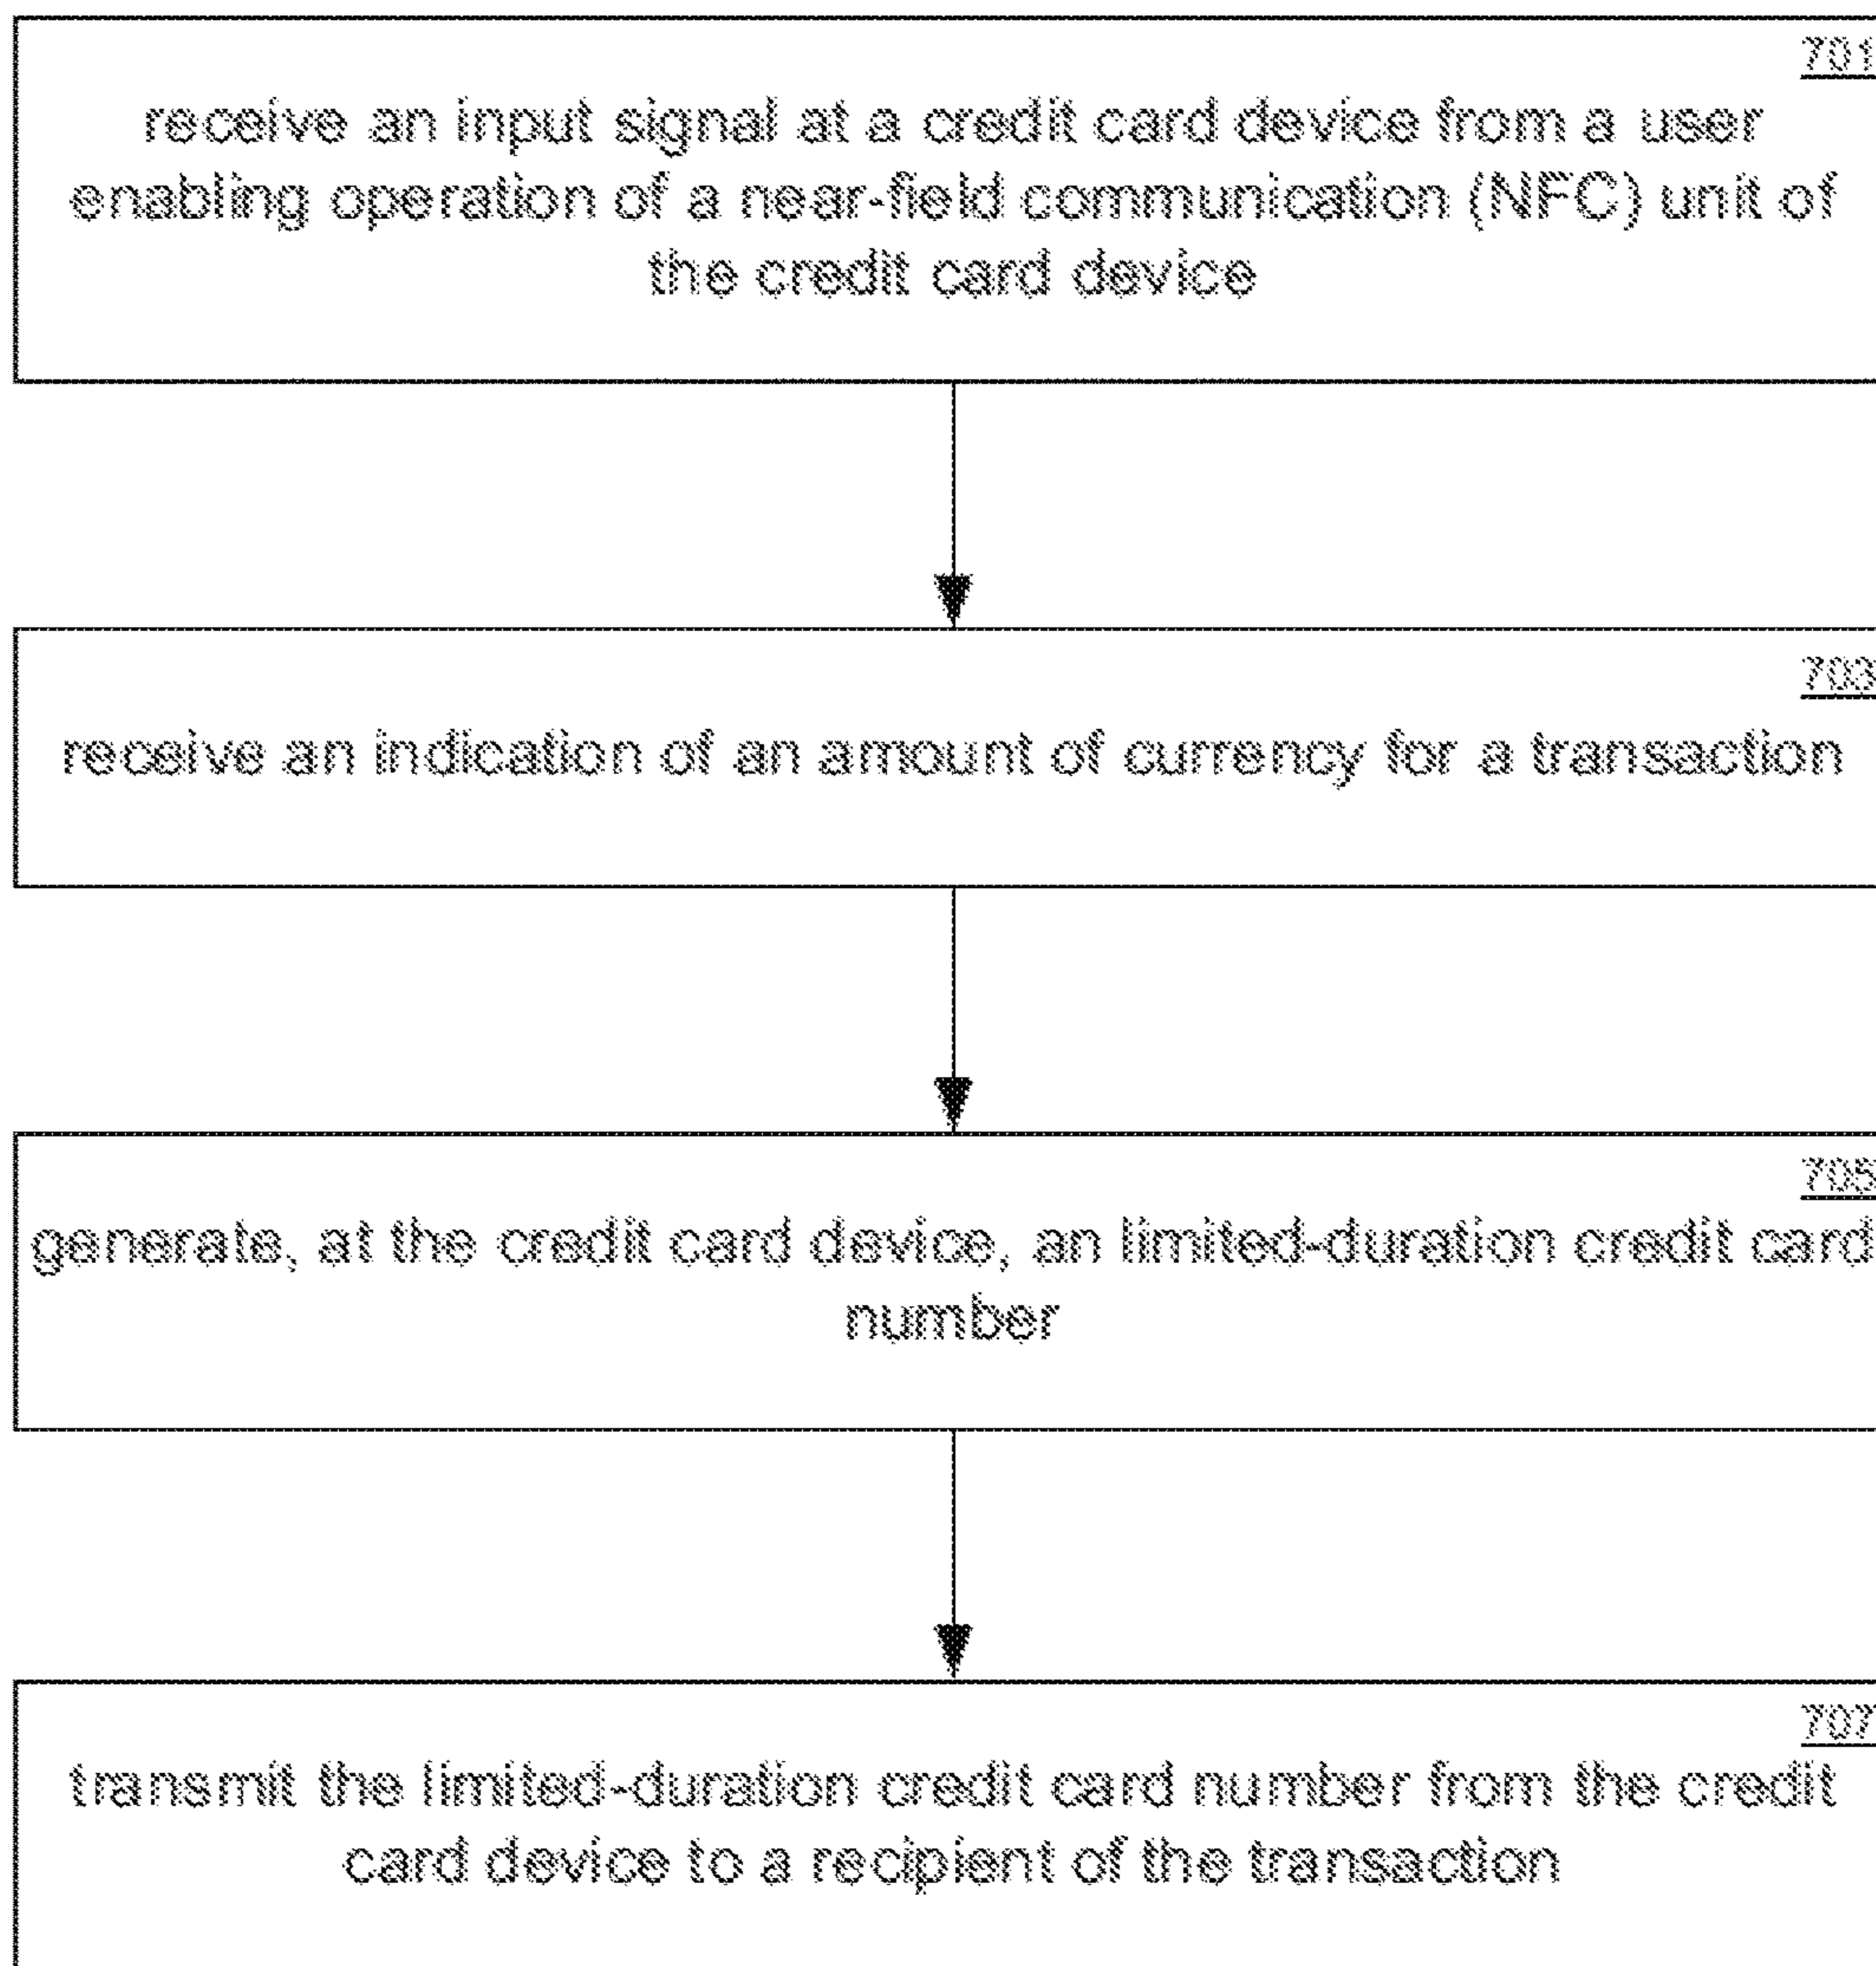 701
receive an input signal at a credit card device from a user
enabling operation of a near-field communication (NFC) unit of
the credit card device
703
receive an indication of an amount of currency for a transaction
705
generate, at the credit card device, an limited-duration credit card
number
707
transmit the limited-duration credit card number from the credit
card device to a recipient of the transaction